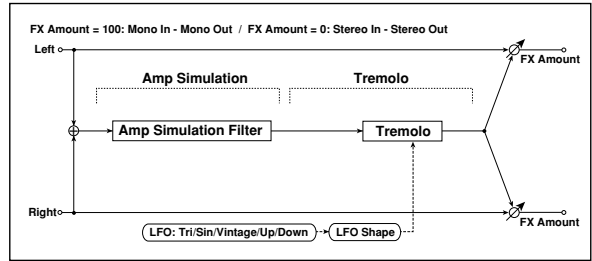 FX Amount = 100: Mono In - Mono Out / FX Amount = 0: Stereo In - Stereo Out
Left
FX Amount
Amp Simulation
Tremolo
Amp Simulation Filter
Tremolo
Right
FX Amount
LFO: Tri/Sin/Vintage/Up/Down
LFO Shape